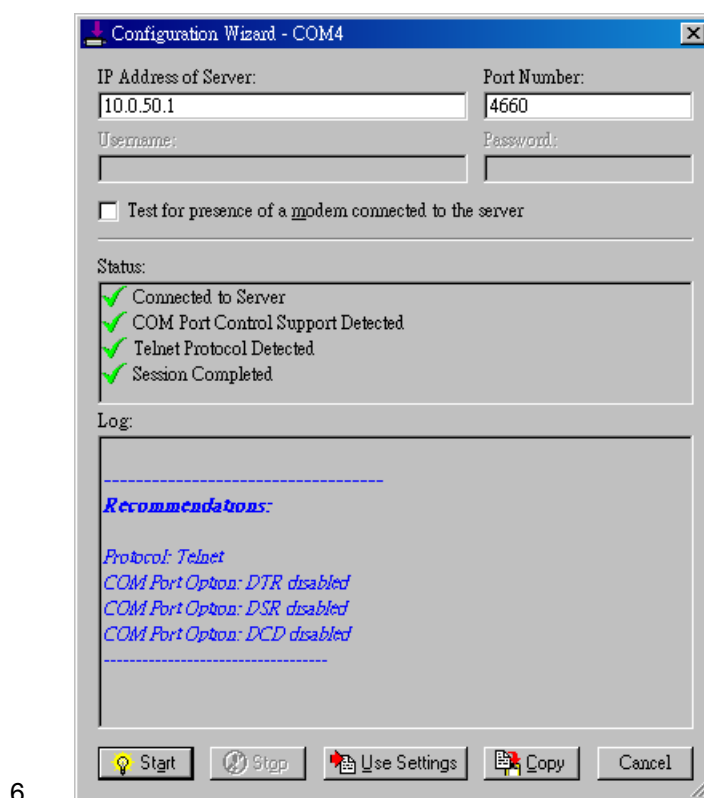 Configuration Wizard - COM4
IP Address of Server: Port Number:
10.0.50.1 4660
Username: Password:
Test for presence of a modem connected to the server
Status:
Connected to Server
COM Port Control Support Detected
Telnet Protocol Detected
Session Completed
Log:
-----------------------------------
Recommendations:
Protocol: Telnet
COM Port Option: DTR disabled
COM Port Option: DSR disabled
COM Port Option: DCD disabled
-----------------------------------
Start Stop Use Settings Copy Cancel
6